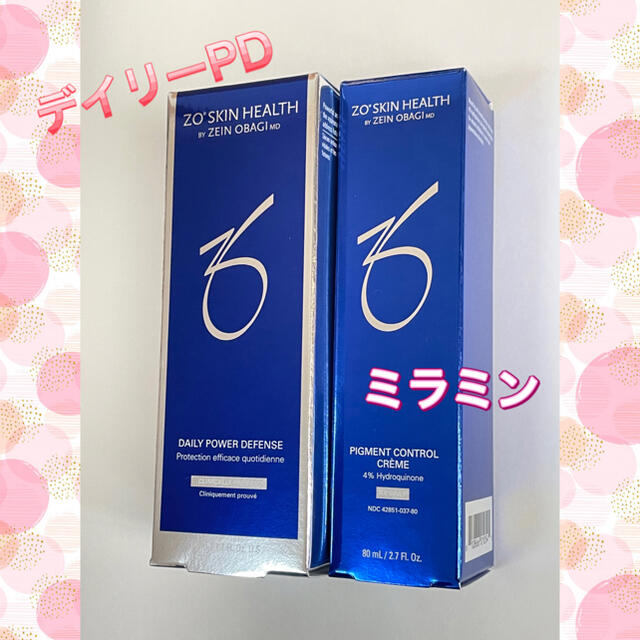 デイリーPD
ZO® SKIN HEALTH
BY ZEIN OBAGI MD
DAILY POWER DEFENSE
Protection efficace quotidienne
Cliniquement prouvé
ZO® SKIN HEALTH
BY ZEIN OBAGI MD
ミラミン
PIGMENT CONTROL
CRÈME
4% Hydroquinone
NDC 42851-037-80
80 mL / 2.7 Fl. Oz.